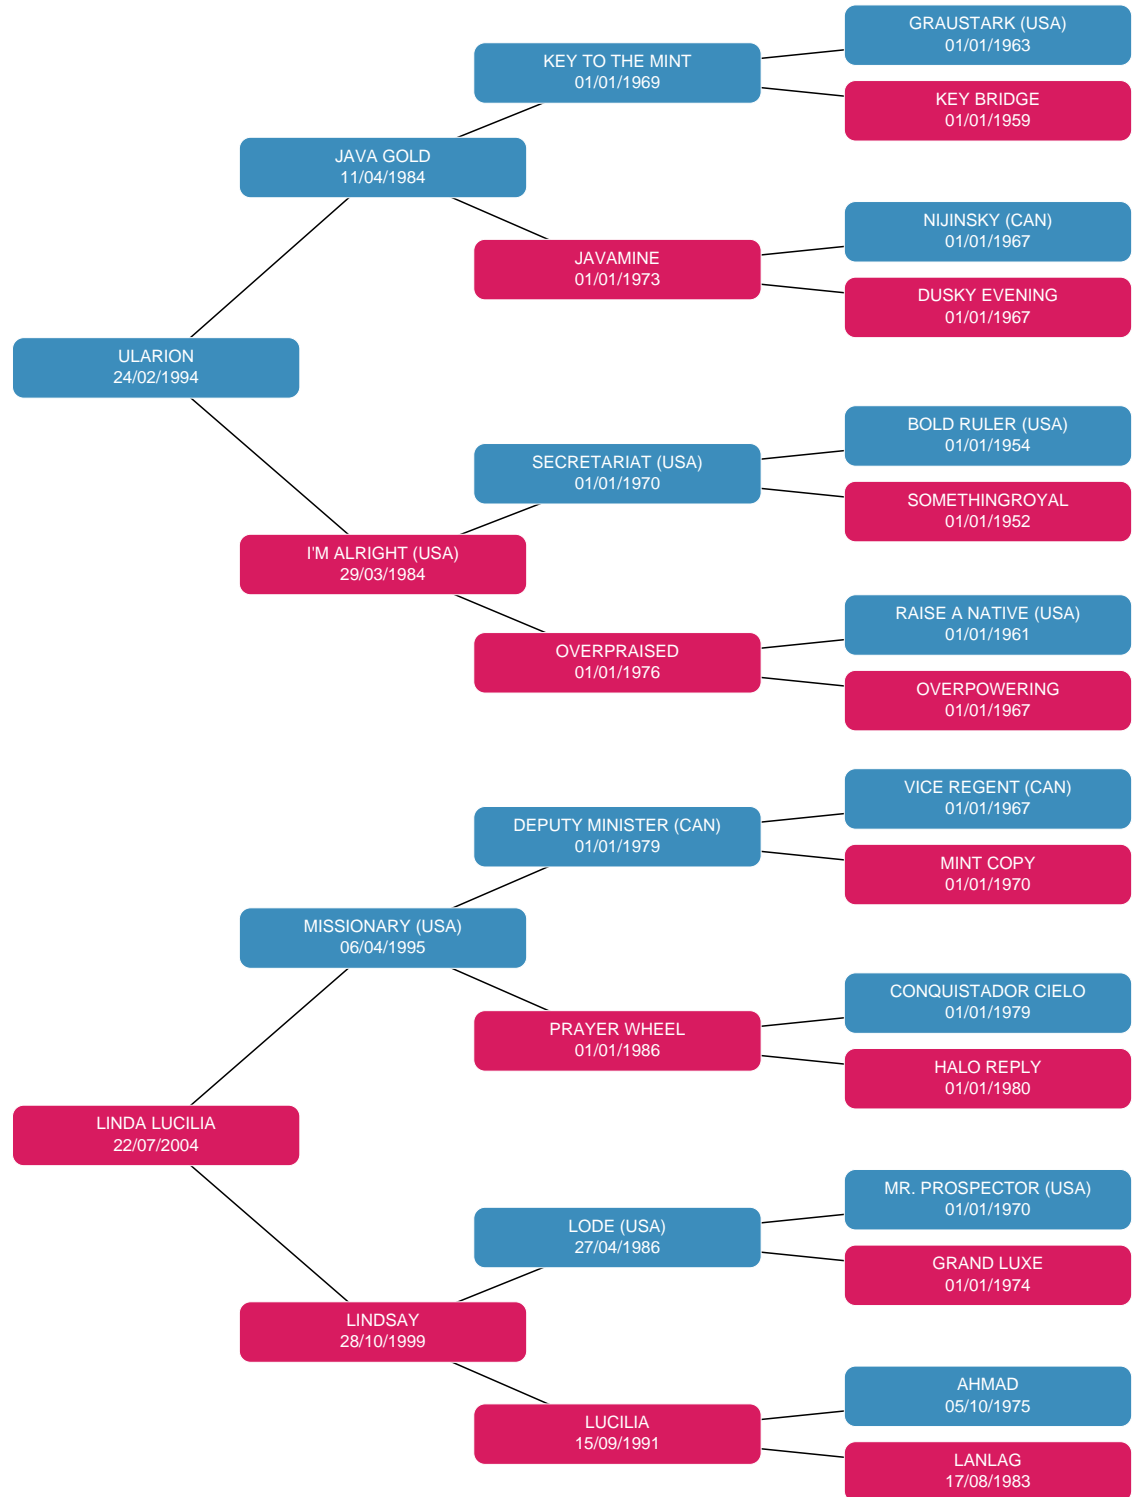 GRAUSTARK (USA)
01/01/1963
KEY TO THE MINT
01/01/1969
KEY BRIDGE
01/01/1959
JAVA GOLD
11/04/1984
NIJINSKY (CAN)
01/01/1967
JAVAMINE
01/01/1973
DUSKY EVENING
01/01/1967
ULARION
24/02/1994
BOLD RULER (USA)
01/01/1954
SECRETARIAT (USA)
01/01/1970
SOMETHINGROYAL
01/01/1952
I'M ALRIGHT (USA)
29/03/1984
RAISE A NATIVE (USA)
01/01/1961
OVERPRAISED
01/01/1976
OVERPOWERING
01/01/1967
VICE REGENT (CAN)
01/01/1967
DEPUTY MINISTER (CAN)
01/01/1979
MINT COPY
01/01/1970
MISSIONARY (USA)
06/04/1995
CONQUISTADOR CIELO
01/01/1979
PRAYER WHEEL
01/01/1986
HALO REPLY
01/01/1980
LINDA LUCILIA
22/07/2004
MR. PROSPECTOR (USA)
01/01/1970
LODE (USA)
27/04/1986
GRAND LUXE
01/01/1974
LINDSAY
28/10/1999
AHMAD
05/10/1975
LUCILIA
15/09/1991
LANLAG
17/08/1983